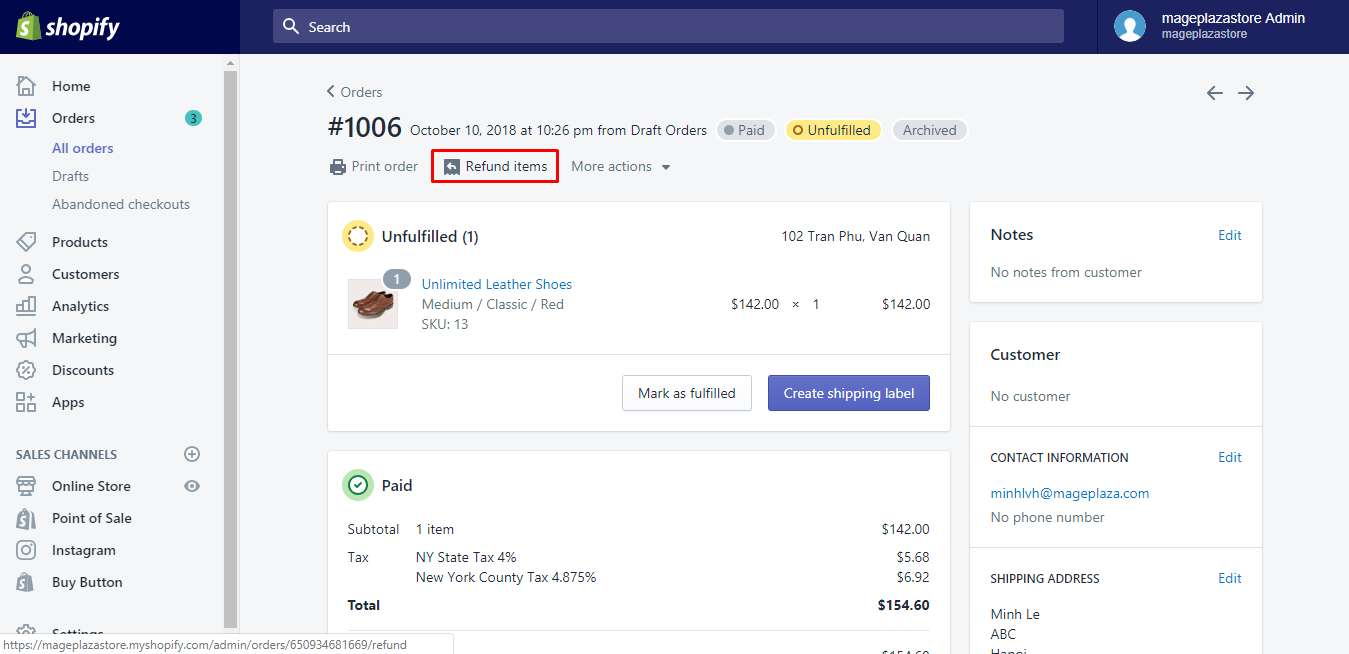 shopify
Search
mageplazastore Admin
mageplazastore
Home
Orders 3
All orders
Drafts
Abandoned checkouts
Products
Customers
Analytics
Marketing
Discounts
Apps
SALES CHANNELS
Online Store
Point of Sale
Instagram
Buy Button
Settings
https://mageplazastore.myshopify.com/admin/orders/650934681669/refund
Orders
#1006 October 10, 2018 at 10:26 pm from Draft Orders Paid Unfulfilled Archived
Print order Refund items More actions
Unfulfilled (1) 102 Tran Phu, Van Quan
1
Unlimited Leather Shoes
Medium / Classic / Red $142.00 × 1 $142.00
SKU: 13
Mark as fulfilled Create shipping label
Paid
Subtotal 1 item $142.00
Tax NY State Tax 4% $5.68
New York County Tax 4.875% $6.92
Total $154.60
$154.60
Notes Edit
No notes from customer
Customer
No customer
CONTACT INFORMATION Edit
minhlvh@mageplaza.com
No phone number
SHIPPING ADDRESS Edit
Minh Le
ABC
Hanoi